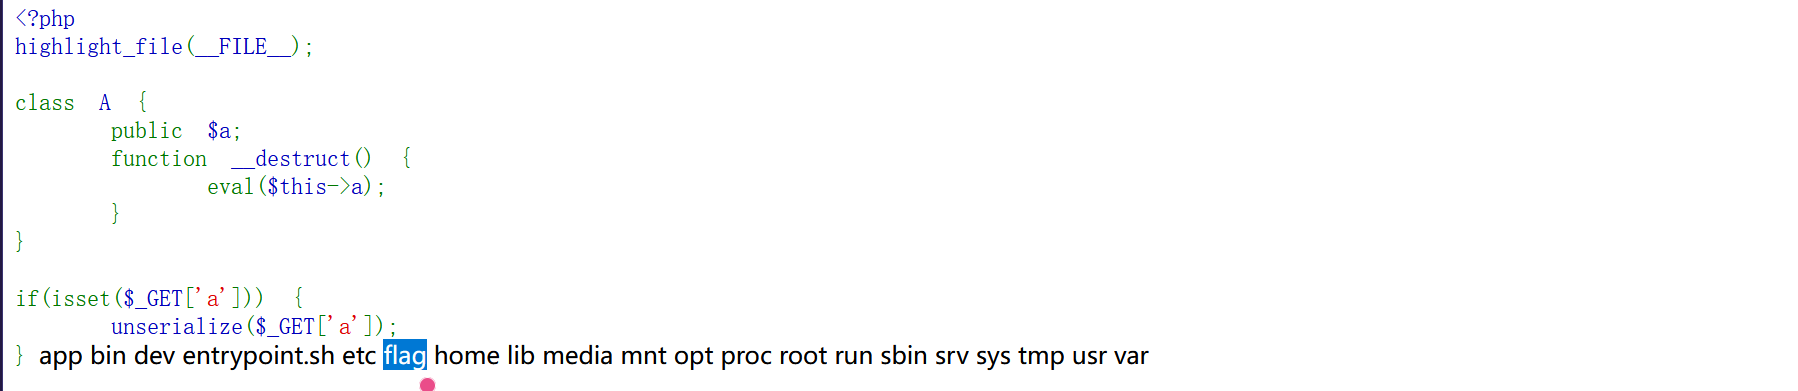 <?php
highlight_file(__FILE__);
class A {
public $a;
function __destruct() {
eval($this->a);
}
}
if(isset($_GET['a'])) {
unserialize($_GET['a']);
} app bin dev entrypoint.sh etc flag home lib media mnt opt proc root run sbin srv sys tmp usr var